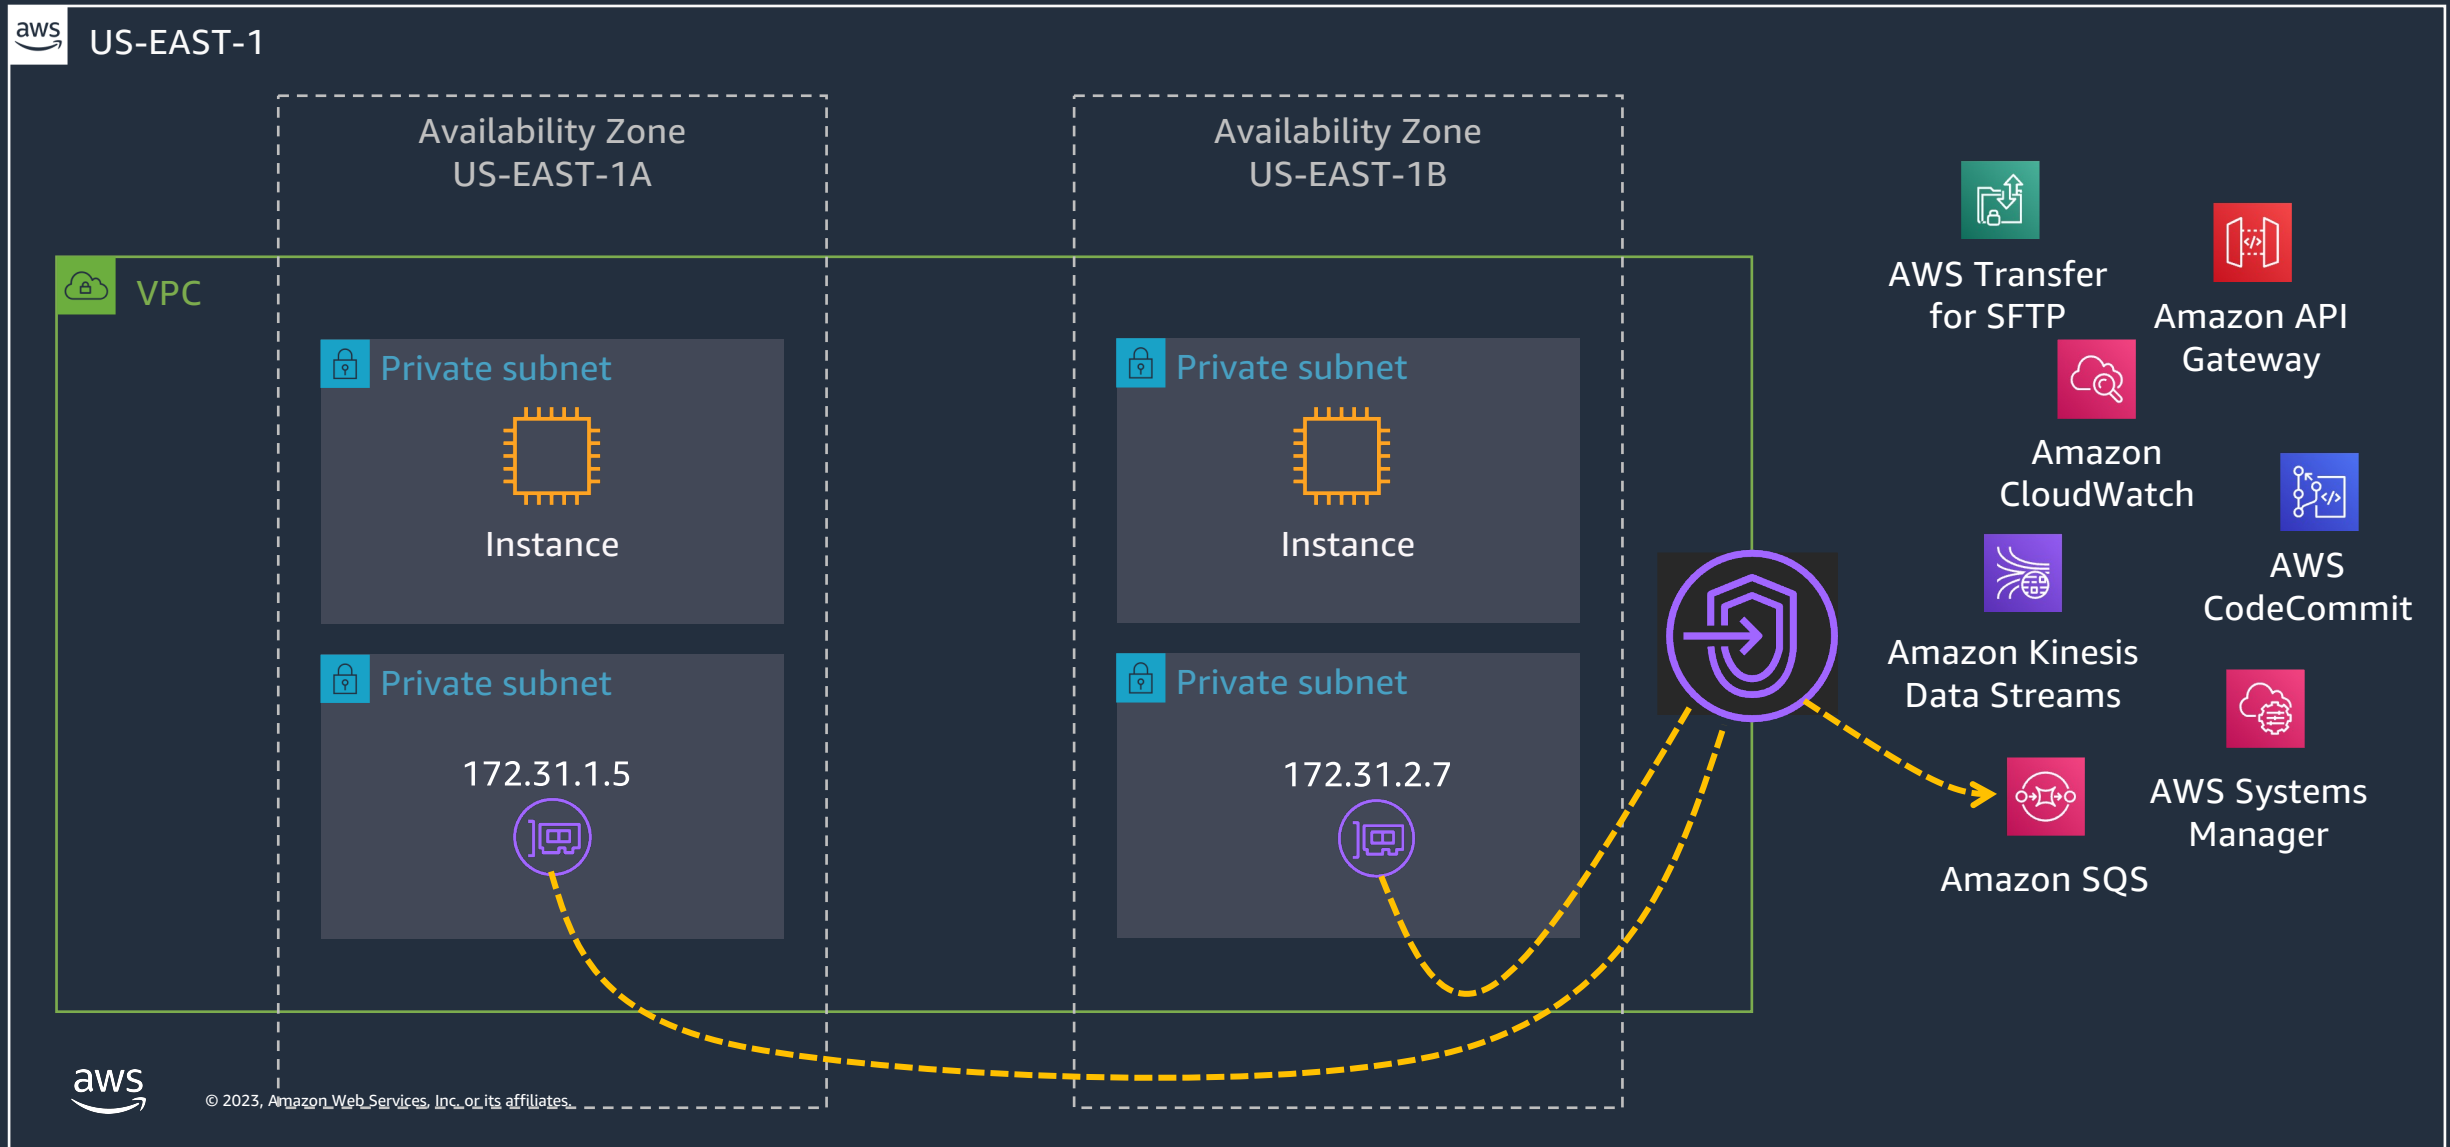 aws
US-EAST-1
Availability Zone
US-EAST-1A
Availability Zone
US-EAST-1B
VPC
Private subnet
Instance
Private subnet
Instance
Private subnet
172.31.1.5
Private subnet
172.31.2.7
AWS Transfer
for SFTP
Amazon API
Gateway
Amazon
CloudWatch
AWS
CodeCommit
Amazon Kinesis
Data Streams
AWS Systems
Manager
Amazon SQS
aws
© 2023, Amazon Web Services, Inc. or its affiliates.